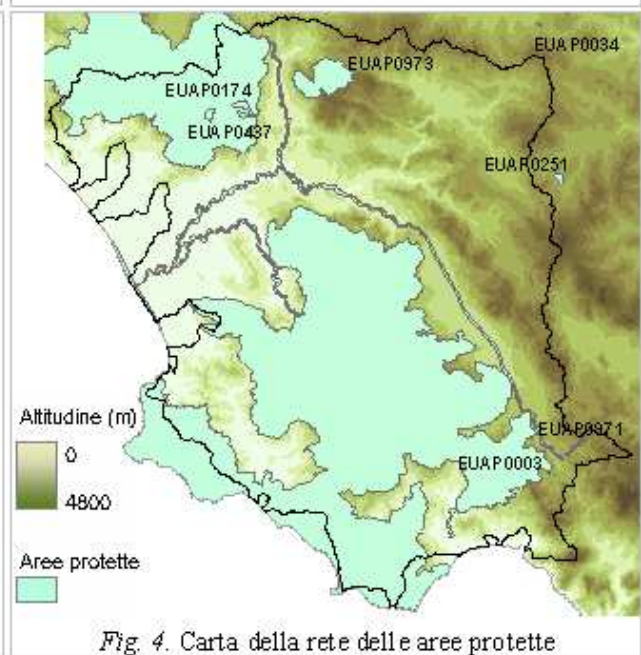 EUAP0034
EUAP0973
EUAP0174
EUAP0437
EUAP0251
EUAP0971
EUAP0003
Altitudine (m)
0
4800
Aree protette
Fig. 4. Carta della rete delle aree protette